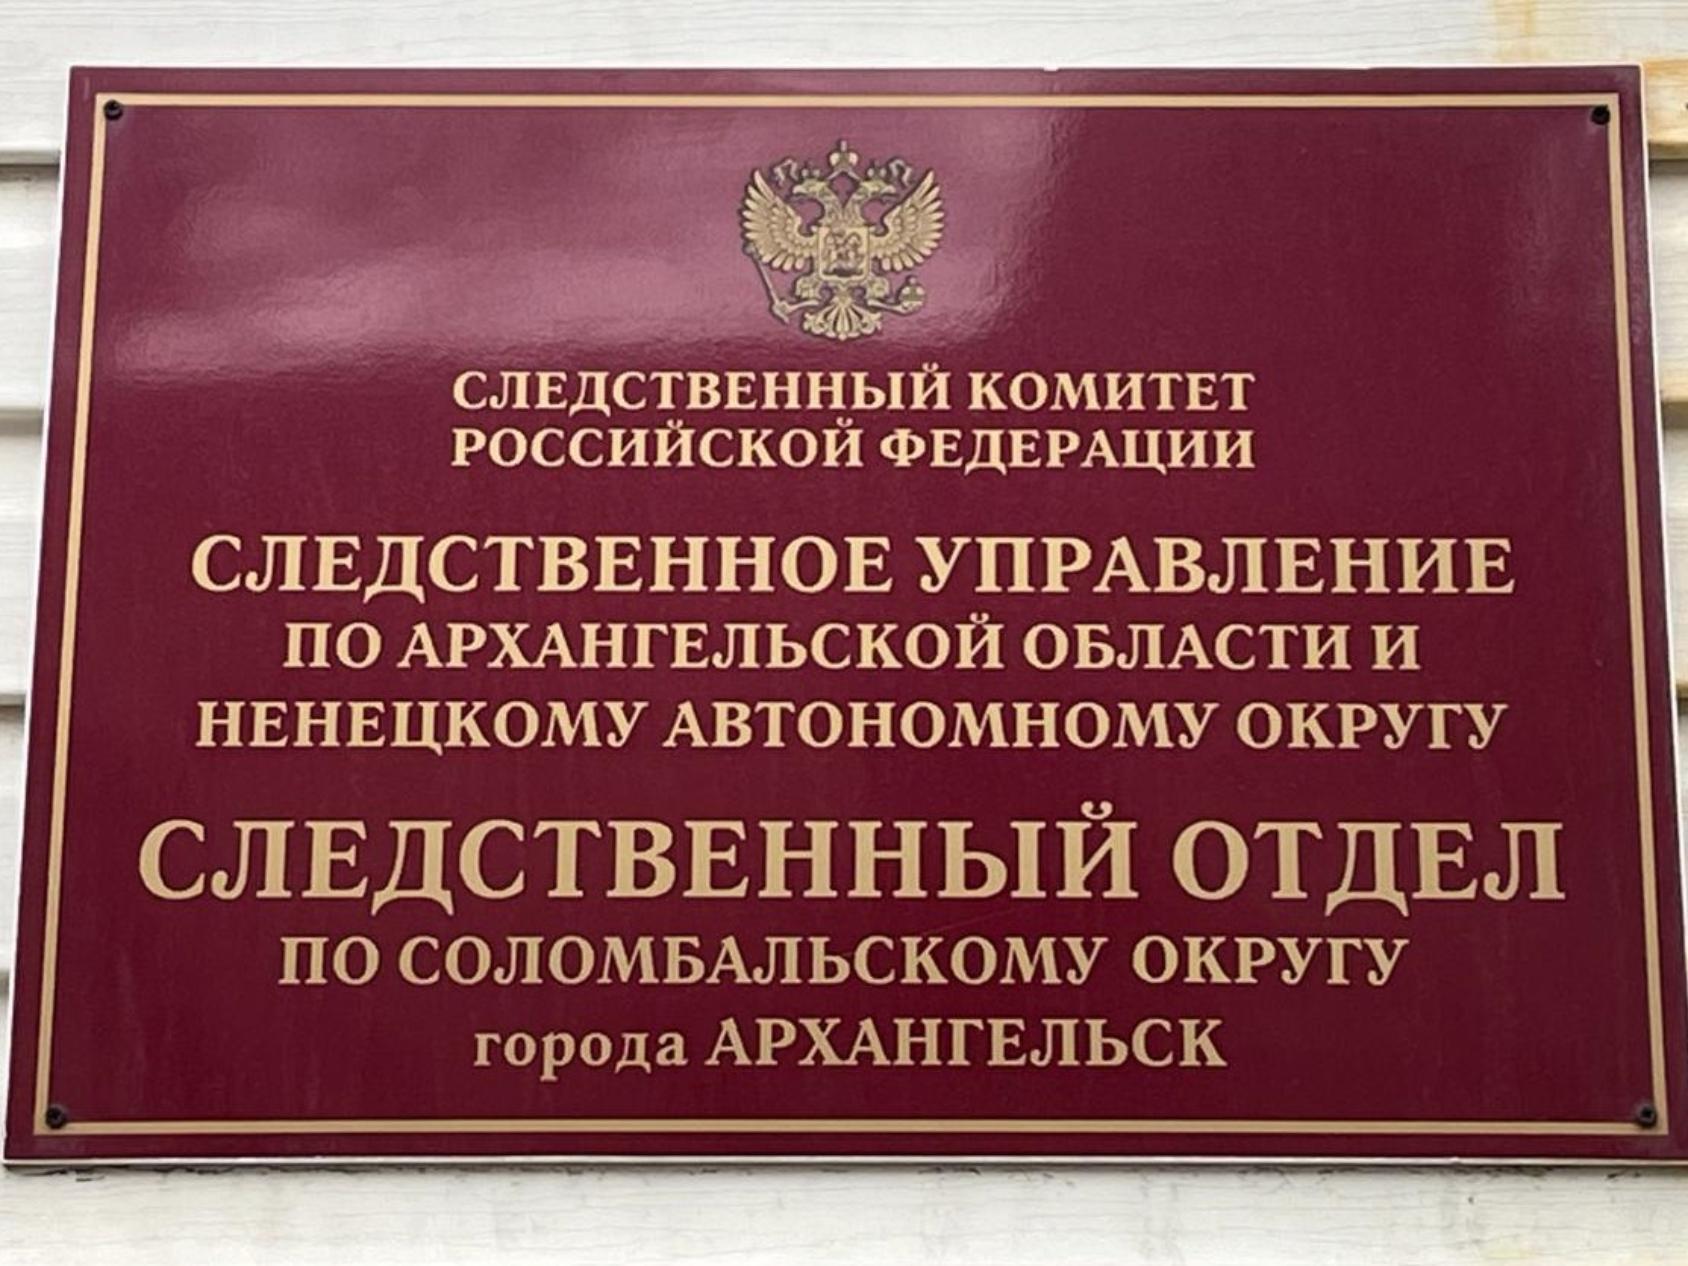 СЛЕДСТВЕННЫЙ КОМИТЕТ
РОССИЙСКОЙ ФЕДЕРАЦИИ
СЛЕДСТВЕННОЕ УПРАВЛЕНИЕ
ПО АРХАНГЕЛЬСКОЙ ОБЛАСТИ И
НЕНЕЦКОМУ АВТОНОМНОМУ ОКРУГУ
СЛЕДСТВЕННЫЙ ОТДЕЛ
ПО СОЛОМБАЛЬСКОМУ ОКРУГУ
города АРХАНГЕЛЬСК